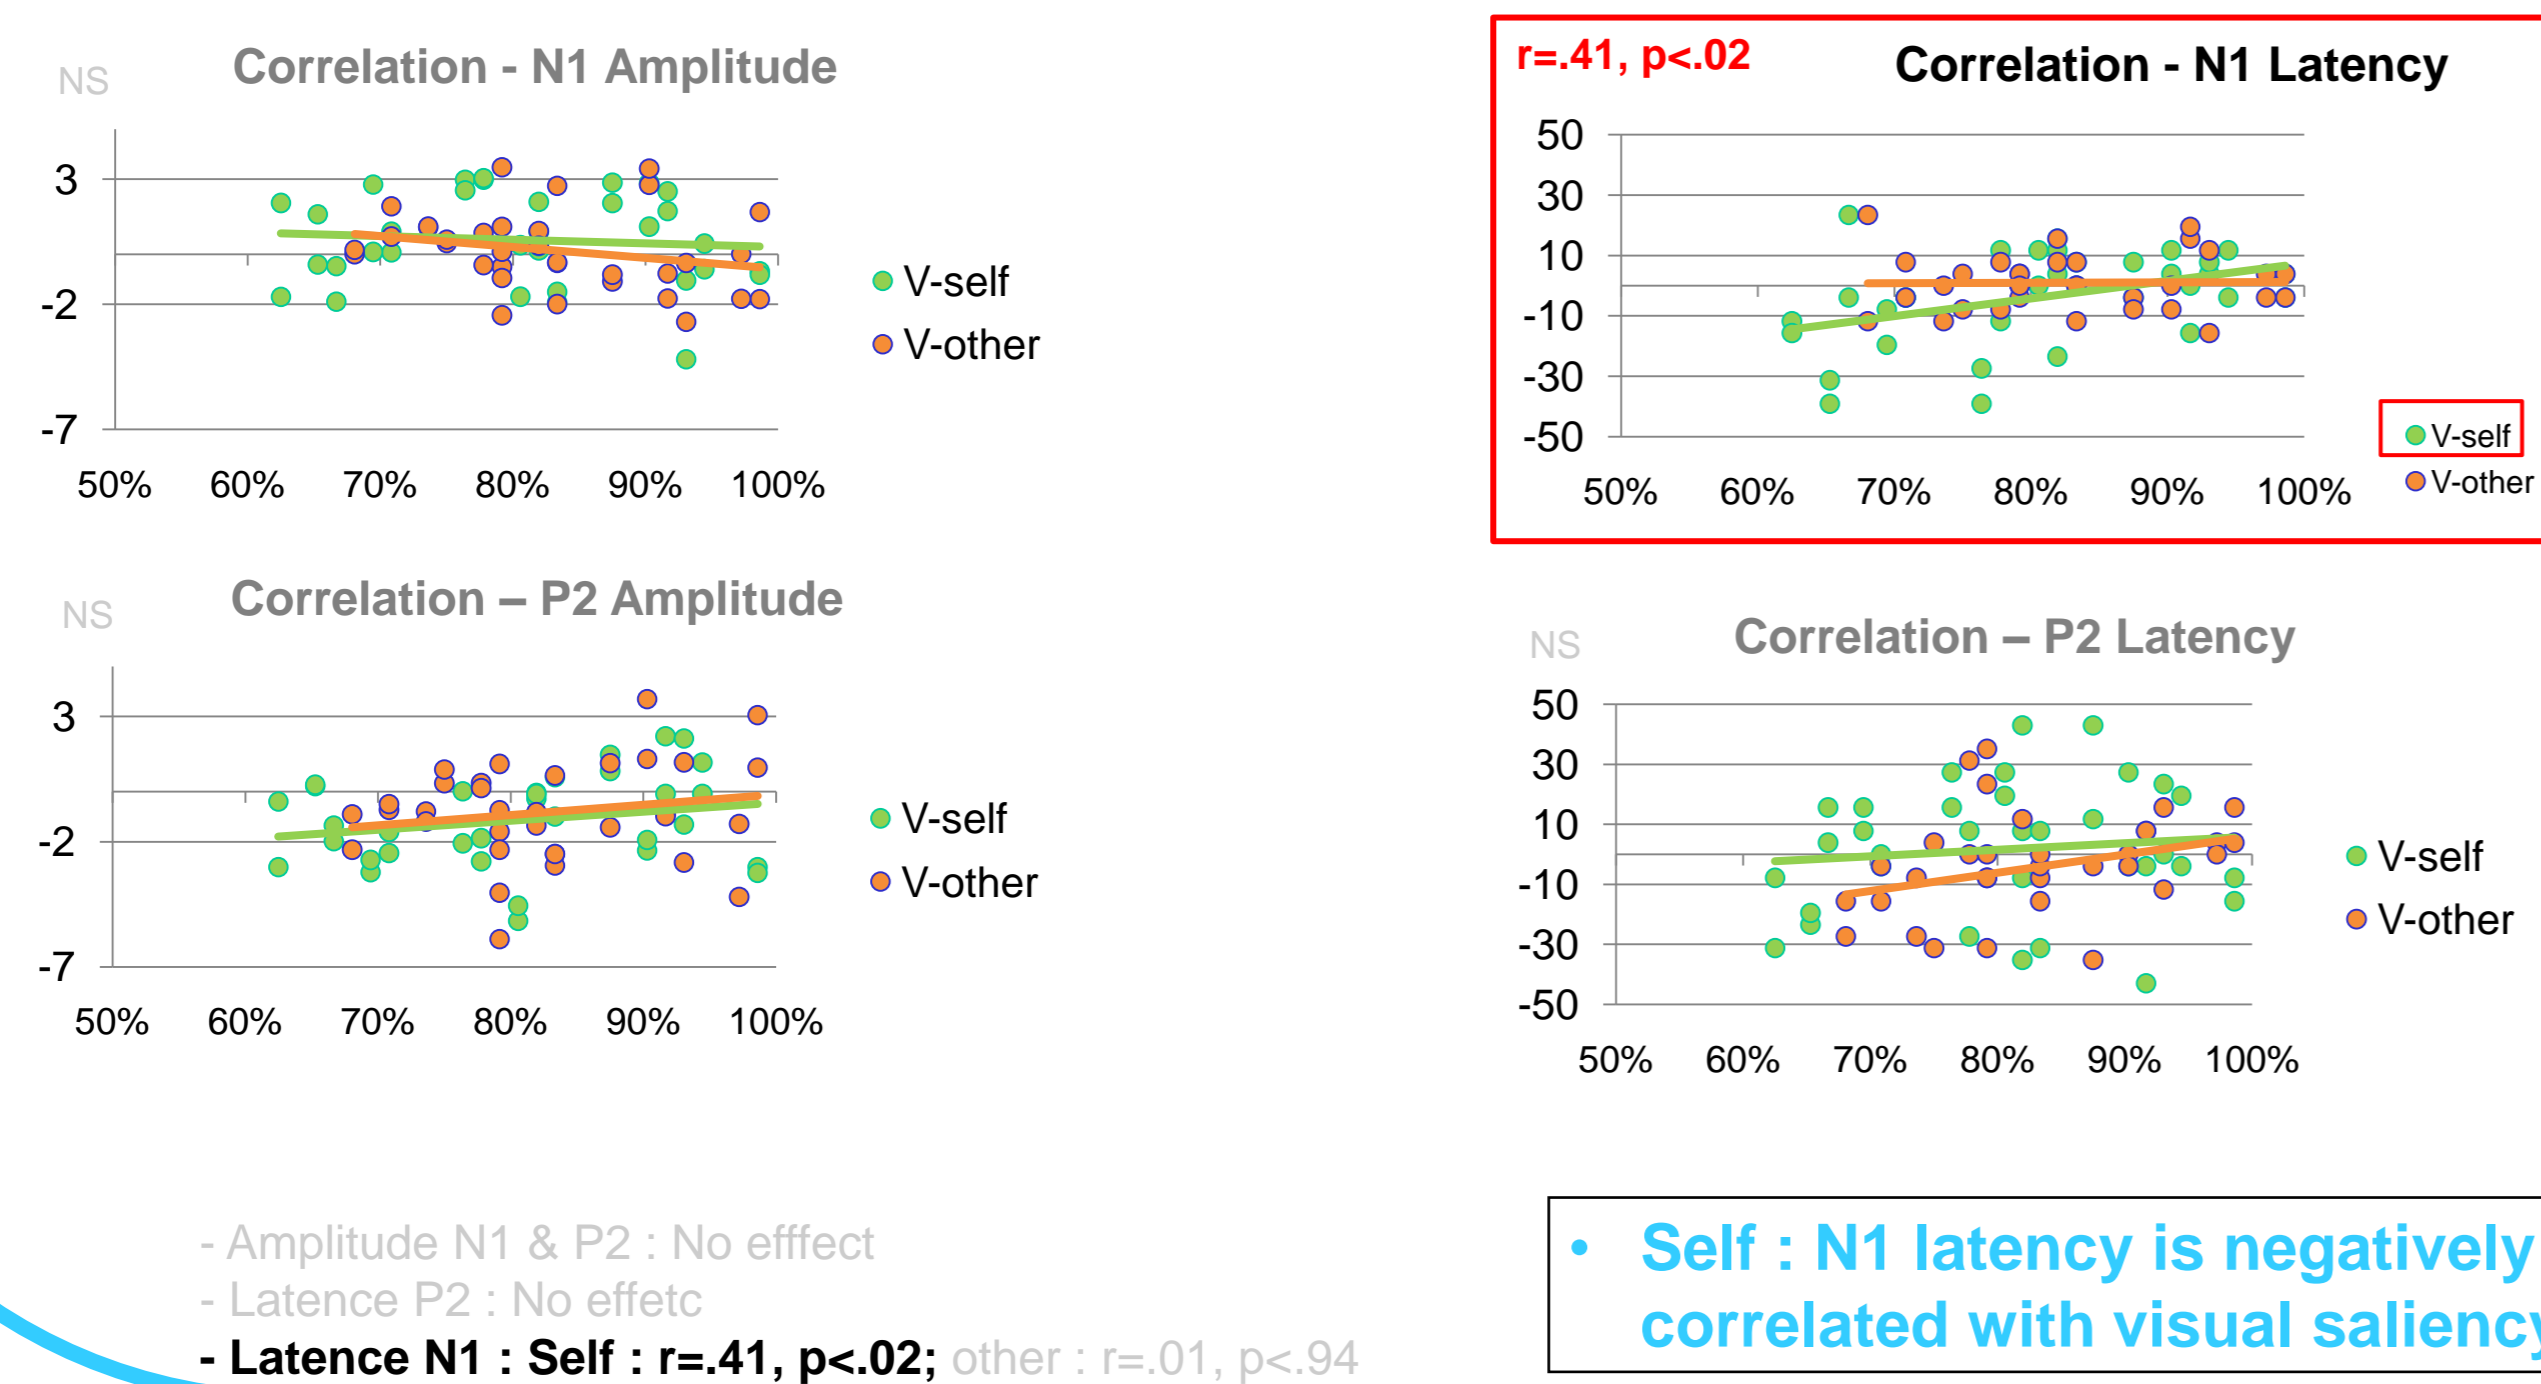 NS
Correlation - N1 Amplitude
3
-2
-7
50% 60% 70% 80% 90% 100%
V-self
V-other
r=.41, p<.02
Correlation - N1 Latency
50
30
10
-10
-30
-50
50% 60% 70% 80% 90% 100%
V-self
V-other
NS
Correlation – P2 Amplitude
3
-2
-7
50% 60% 70% 80% 90% 100%
V-self
V-other
NS
Correlation – P2 Latency
50
30
10
-10
-30
-50
50% 60% 70% 80% 90% 100%
V-self
V-other
- Amplitude N1 & P2 : No efffect
- Latence P2 : No effetc
- Latence N1 : Self : r=.41, p<.02; other : r=.01, p<.94
• Self : N1 latency is negatively
correlated with visual saliency